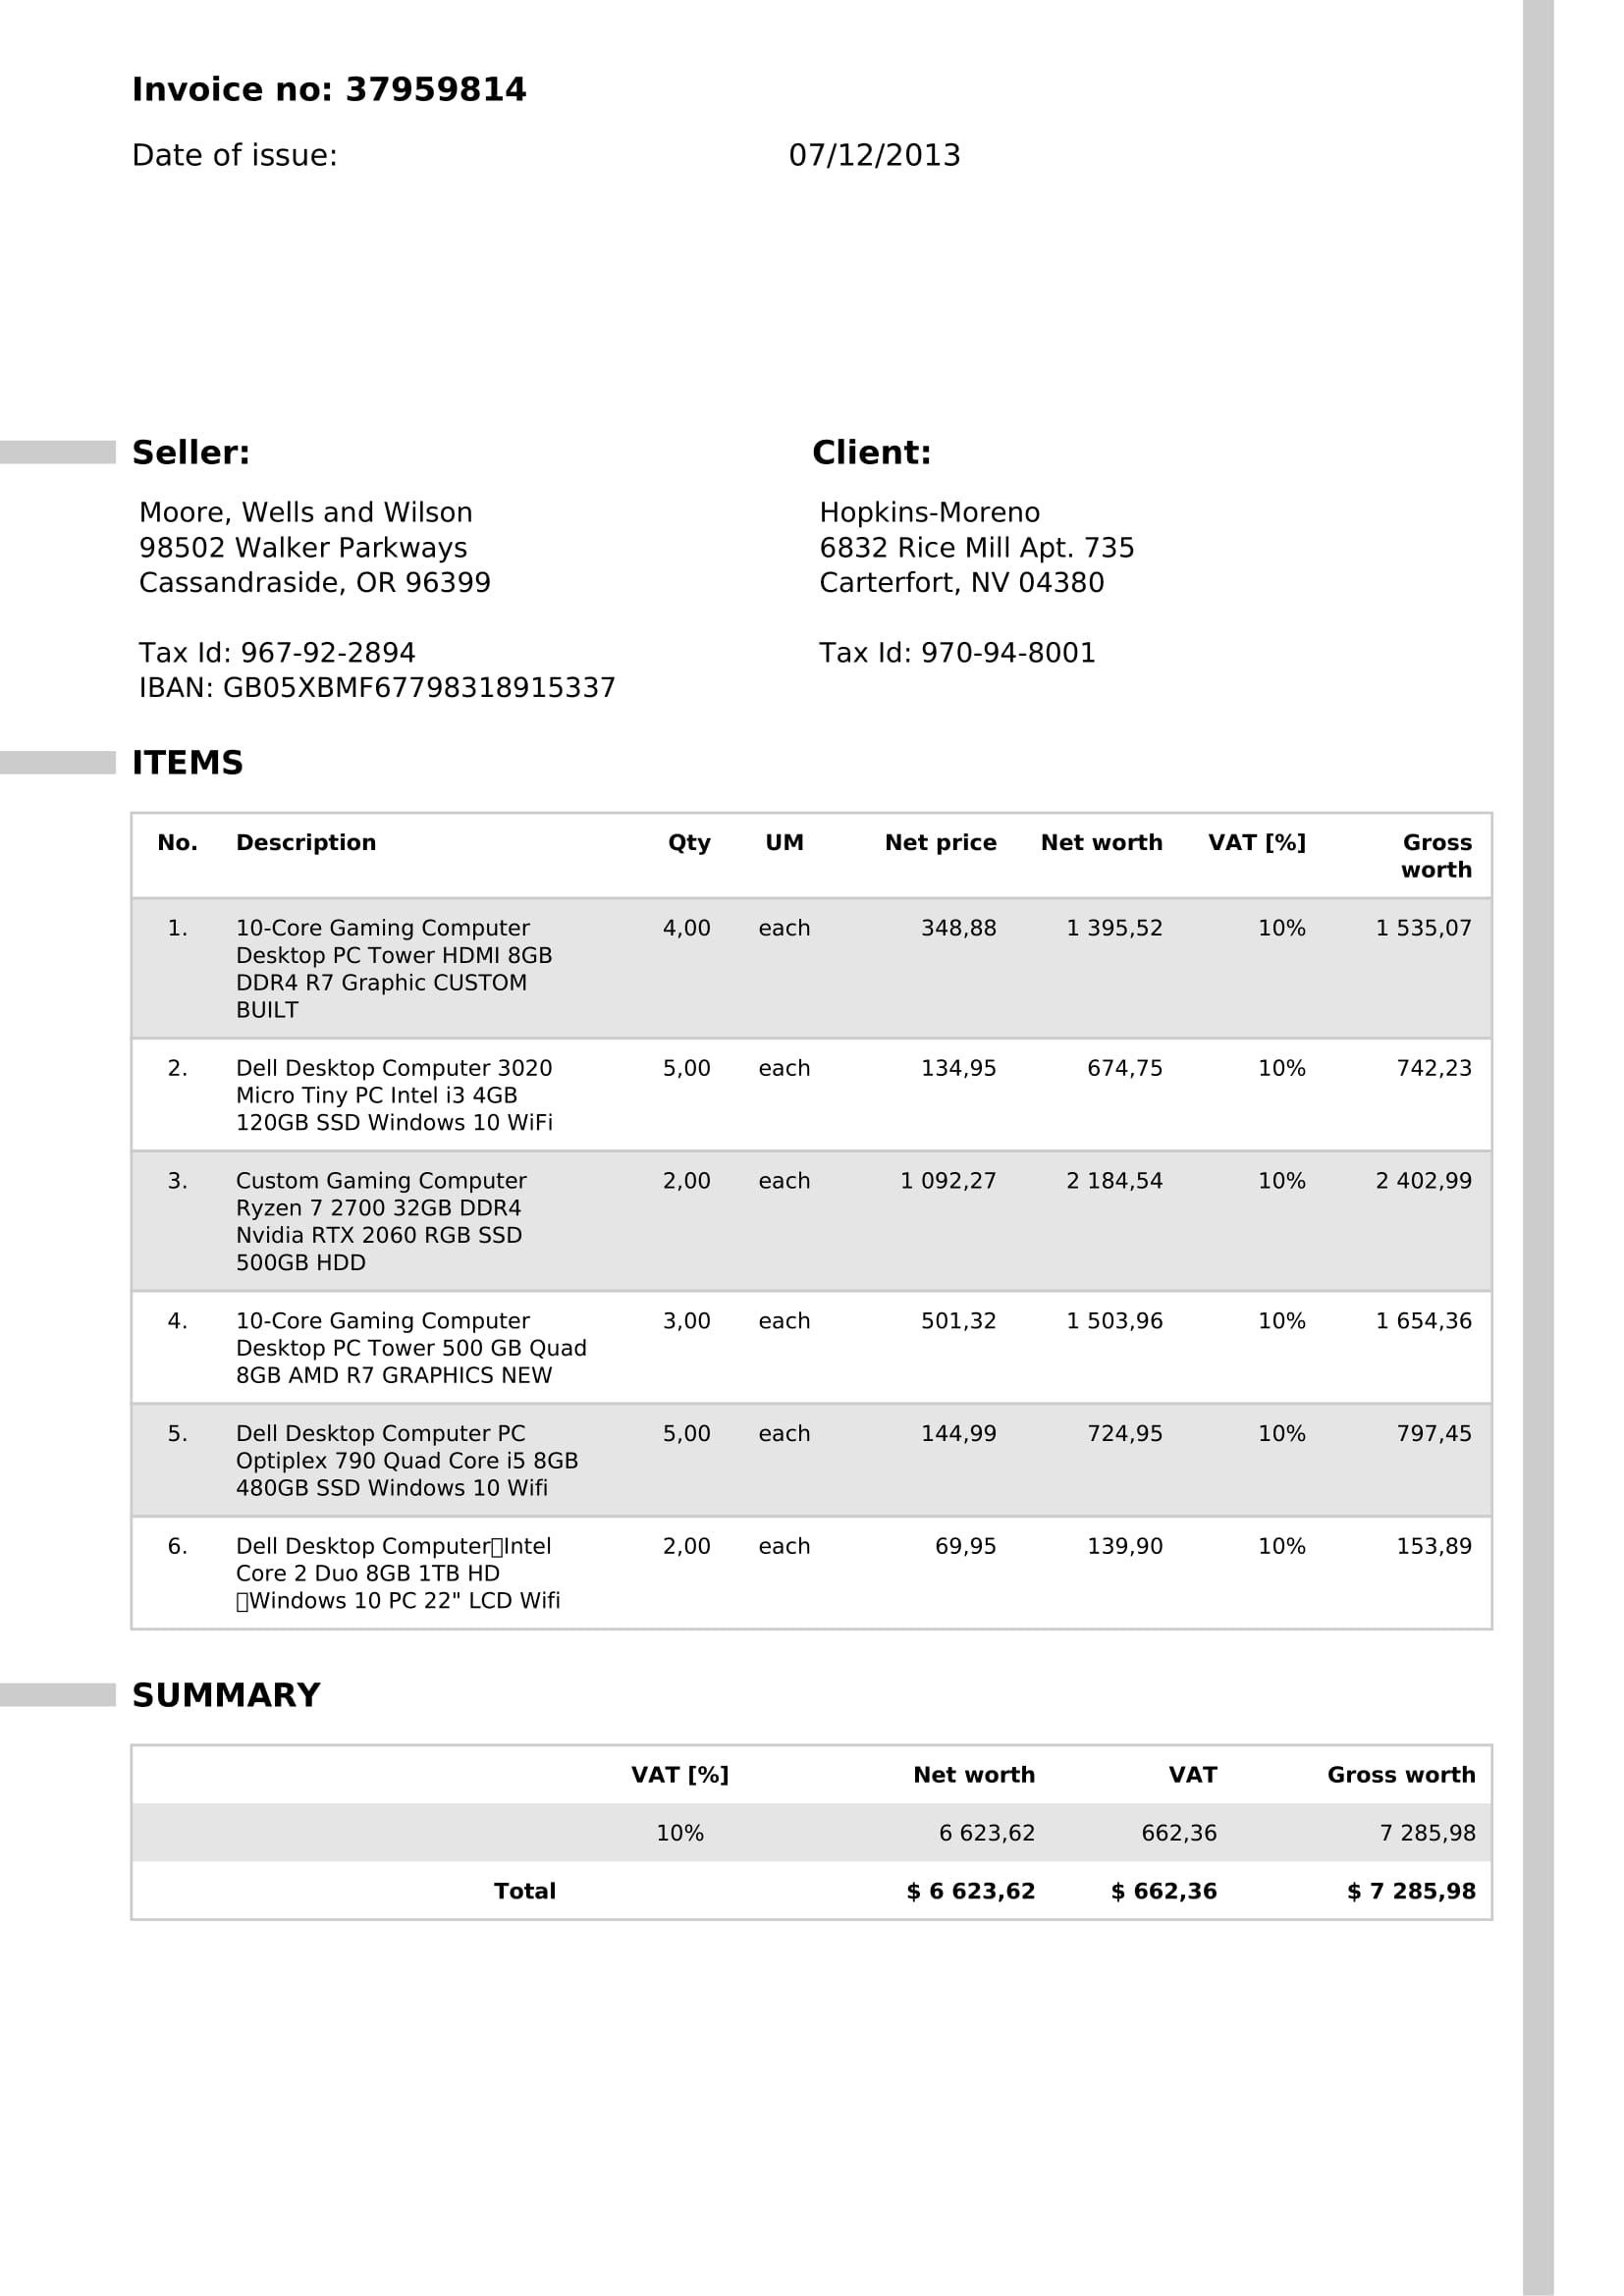 Invoice no: 37959814
Date of issue: 07/12/2013
Seller:
Moore, Wells and Wilson
98502 Walker Parkways
Cassandraside, OR 96399
Tax Id: 967-92-2894
IBAN: GB05XBMF67798318915337
Client:
Hopkins-Moreno
6832 Rice Mill Apt. 735
Carterfort, NV 04380
Tax Id: 970-94-8001
ITEMS
No. Description Qty UM Net price Net worth VAT [%] Gross
worth
1. 10-Core Gaming Computer 4,00 each 348,88 1 395,52 10% 1 535,07
Desktop PC Tower HDMI 8GB
DDR4 R7 Graphic CUSTOM
BUILT
2. Dell Desktop Computer 3020 5,00 each 134,95 674,75 10% 742,23
Micro Tiny PC Intel i3 4GB
120GB SSD Windows 10 WiFi
3. Custom Gaming Computer 2,00 each 1 092,27 2 184,54 10% 2 402,99
Ryzen 7 2700 32GB DDR4
Nvidia RTX 2060 RGB SSD
500GB HDD
4. 10-Core Gaming Computer 3,00 each 501,32 1 503,96 10% 1 654,36
Desktop PC Tower 500 GB Quad
8GB AMD R7 GRAPHICS NEW
5. Dell Desktop Computer PC 5,00 each 144,99 724,95 10% 797,45
Optiplex 790 Quad Core i5 8GB
480GB SSD Windows 10 Wifi
6. Dell Desktop Computer▯Intel 2,00 each 69,95 139,90 10% 153,89
Core 2 Duo 8GB 1TB HD
▯Windows 10 PC 22" LCD Wifi
SUMMARY
VAT [%] Net worth VAT Gross worth
10% 6 623,62 662,36 7 285,98
Total $ 6 623,62 $ 662,36 $ 7 285,98